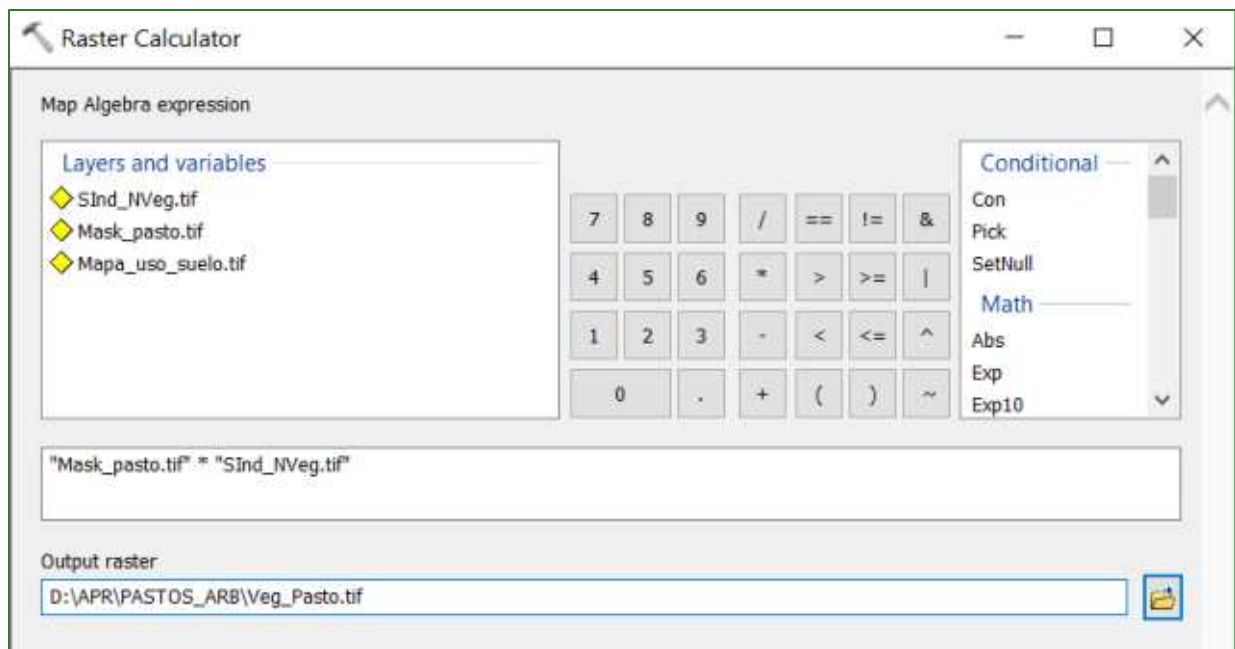 Raster Calculator
Map Algebra expression
Layers and variables
SInd_NVeg.tif
Mask_pasto.tif
Mapa_uso_suelo.tif
7 8 9 / == != &
4 5 6 * > >= |
1 2 3 - < <= ^
0 . + ( ) ~
Conditional
Con
Pick
SetNull
Math
Abs
Exp
Exp10
"Mask_pasto.tif" * "SInd_NVeg.tif"
Output raster
D:\APR\PASTOS_ARB\Veg_Pasto.tif